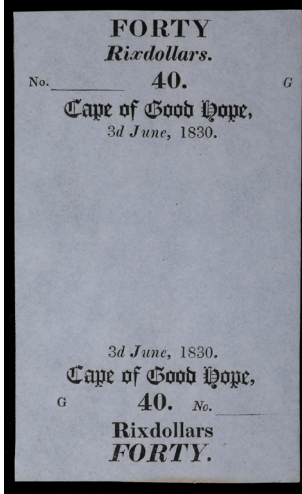 FORTY
Rixdollars.
No. 40. G
Cape of Good Hope,
3d June, 1830.
3d June, 1830.
Cape of Good Hope,
G 40. No.
Rixdollars
FORTY.